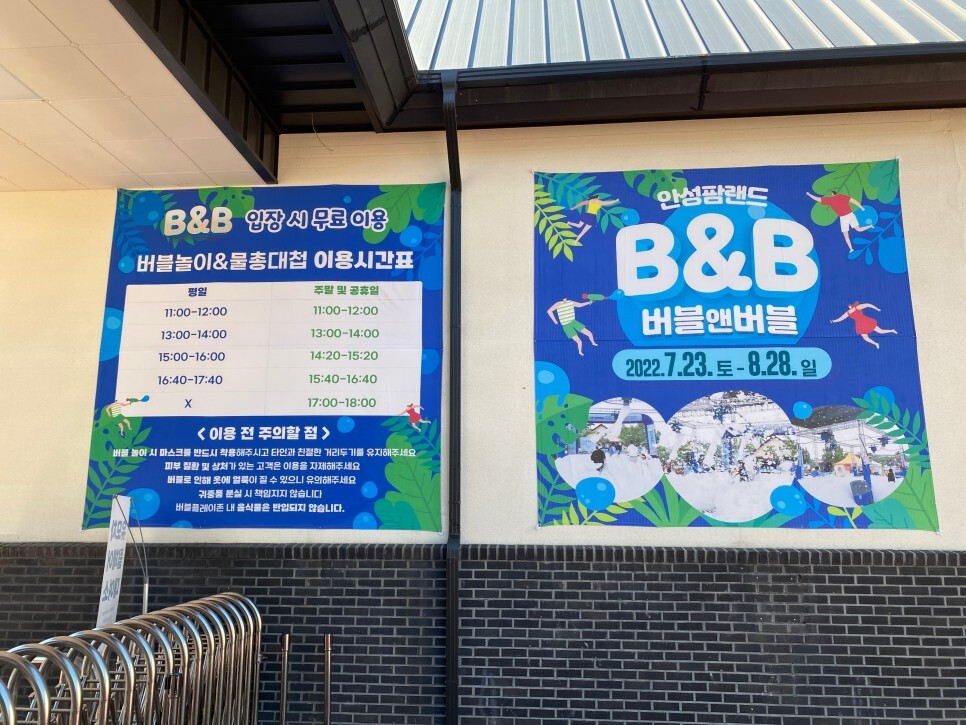 B&B 입장 시 무료 이용
버블놀이&물총대첩 이용시간표
평일 주말 및 공휴일
11:00-12:00 11:00-12:00
13:00-14:00 13:00-14:00
15:00-16:00 14:20-15:20
16:40-17:40 15:40-16:40
X 17:00-18:00
< 이용 전 주의할 점 >
버블 놀이 시 마스크를 반드시 착용해주시고 타인과 친절한 거리두기를 유지해주세요
피부 질환 및 상처가 있는 고객은 이용을 자제해주세요
버블로 인해 옷에 얼룩이 질 수 있으니 유의해주세요
귀중품 분실 시 책임지지 않습니다
버블플레이존 내 음식물은 반입되지 않습니다.
안성팜랜드
B&B
버블앤버블
2022.7.23. 토 - 8.28. 일